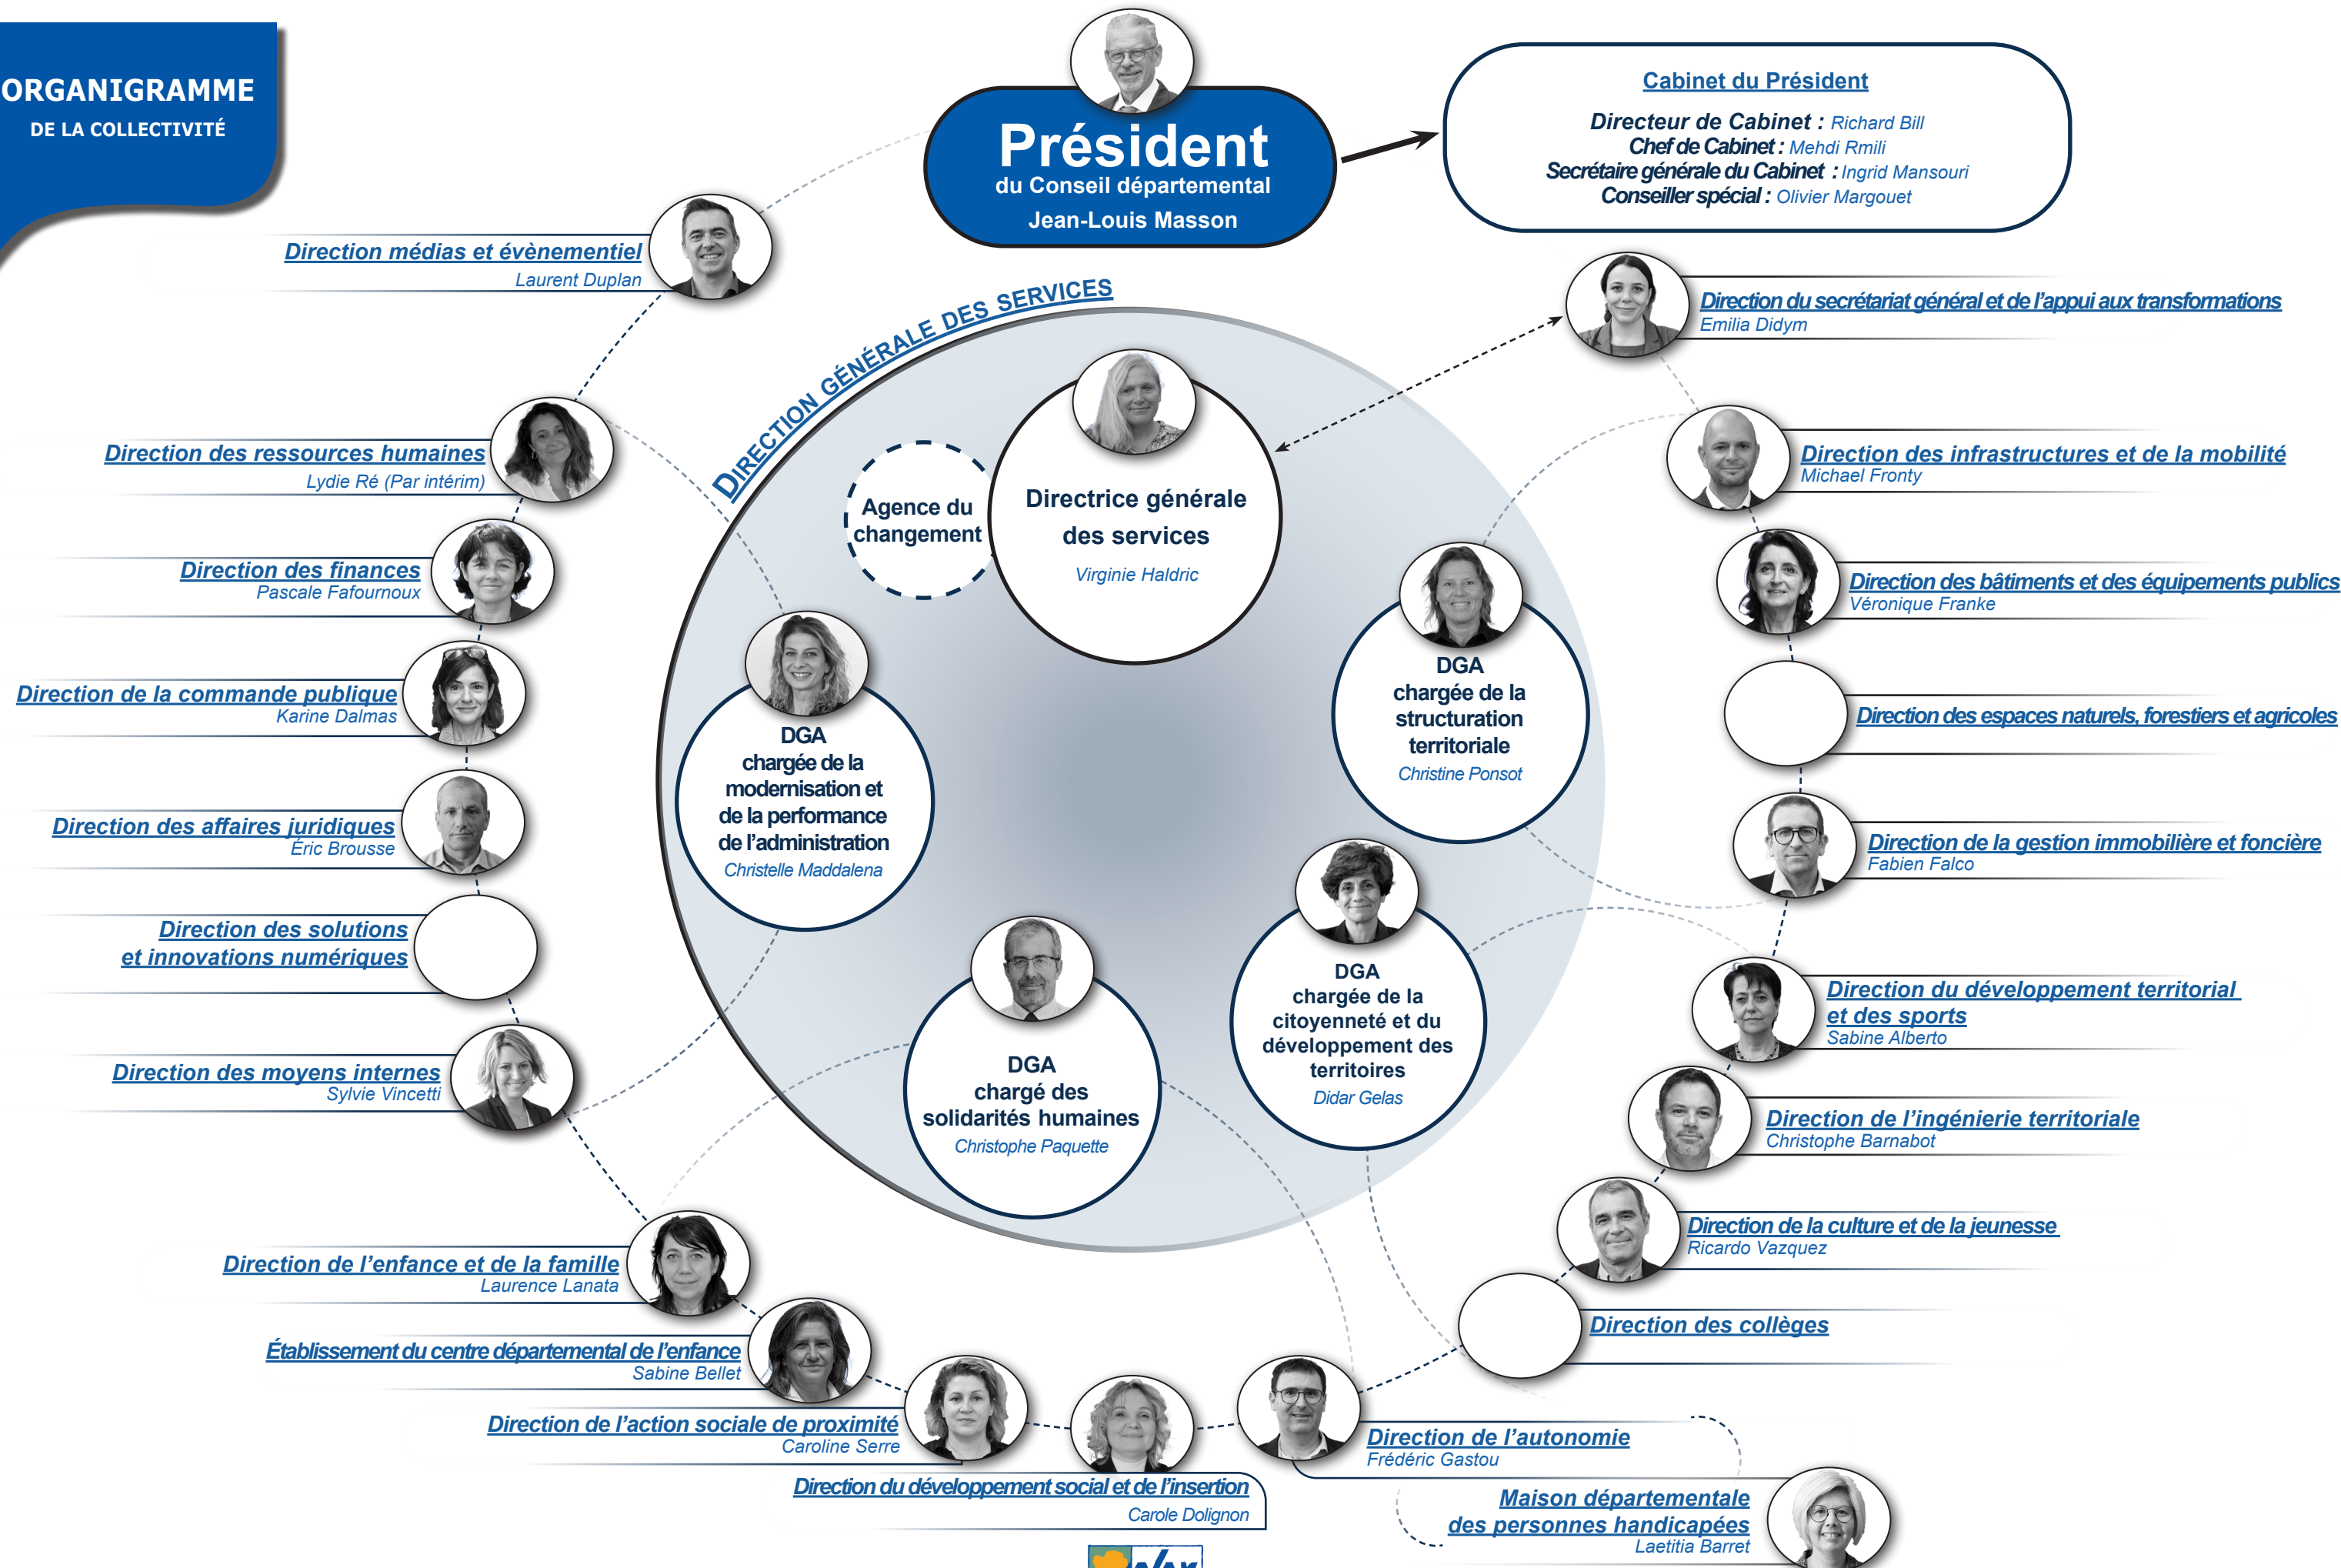 ORGANIGRAMME
DE LA COLLECTIVITÉ
Président
du Conseil départemental
Jean-Louis Masson
Cabinet du Président
Directeur de Cabinet : Richard Bill
Chef de Cabinet : Mehdi Rmili
Secrétaire générale du Cabinet : Ingrid Mansouri
Conseiller spécial : Olivier Margouet
Direction médias et évènementiel
Laurent Duplan
Direction du secrétariat général et de l'appui aux transformations
Emilia Didym
DIRECTION GÉNÉRALE DES SERVICES
Directrice générale
des services
Virginie Haldric
Agence du
changement
Direction des ressources humaines
Lydie Ré (Par intérim)
Direction des finances
Pascale Fafournoux
Direction de la commande publique
Karine Dalmas
Direction des affaires juridiques
Éric Brousse
Direction des solutions
et innovations numériques
Direction des moyens internes
Sylvie Vincetti
DGA
chargée de la
modernisation et
de la performance
de l'administration
Christelle Maddalena
DGA
chargée de la
structuration
territoriale
Christine Ponsot
DGA
chargée de la
citoyenneté et du
développement des
territoires
Didar Gelas
DGA
chargé des
solidarités humaines
Christophe Paquette
Direction des infrastructures et de la mobilité
Michael Fronty
Direction des bâtiments et des équipements publics
Véronique Franke
Direction des espaces naturels, forestiers et agricoles
Direction de la gestion immobilière et foncière
Fabien Falco
Direction du développement territorial
et des sports
Sabine Alberto
Direction de l'ingénierie territoriale
Christophe Barnabot
Direction de la culture et de la jeunesse
Ricardo Vazquez
Direction des collèges
Direction de l'enfance et de la famille
Laurence Lanata
Établissement du centre départemental de l'enfance
Sabine Bellet
Direction de l'action sociale de proximité
Caroline Serre
Direction du développement social et de l'insertion
Carole Dolignon
Direction de l'autonomie
Frédéric Gastou
Maison départementale
des personnes handicapées
Laetitia Barret